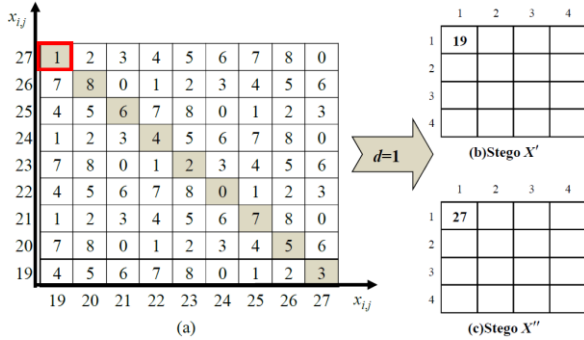 x_{i,j}
27 1 2 3 4 5 6 7 8 0
26 7 8 0 1 2 3 4 5 6
25 4 5 6 7 8 0 1 2 3
24 1 2 3 4 5 6 7 8 0
23 7 8 0 1 2 3 4 5 6
22 4 5 6 7 8 0 1 2 3
21 1 2 3 4 5 6 7 8 0
20 7 8 0 1 2 3 4 5 6
19 4 5 6 7 8 0 1 2 3
19 20 21 22 23 24 25 26 27
x_{i,j}
(a)
d=1
1 2 3 4
1 19
2
3
4
(b)Stego X′
1 2 3 4
1 27
2
3
4
(c)Stego X″